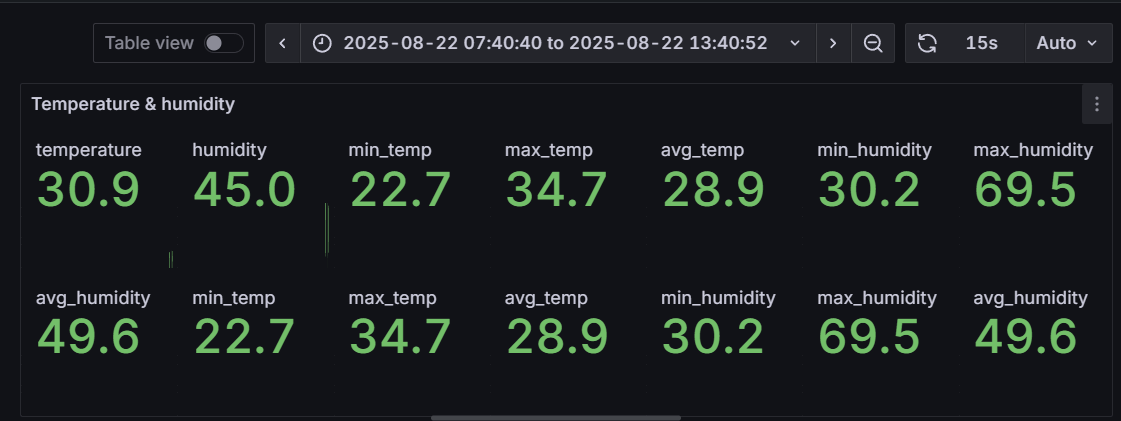 Table view 2025-08-22 07:40:40 to 2025-08-22 13:40:52 15s Auto
Temperature & humidity
temperature humidity min_temp max_temp avg_temp min_humidity max_humidity
30.9 45.0 22.7 34.7 28.9 30.2 69.5
avg_humidity min_temp max_temp avg_temp min_humidity max_humidity avg_humidity
49.6 22.7 34.7 28.9 30.2 69.5 49.6